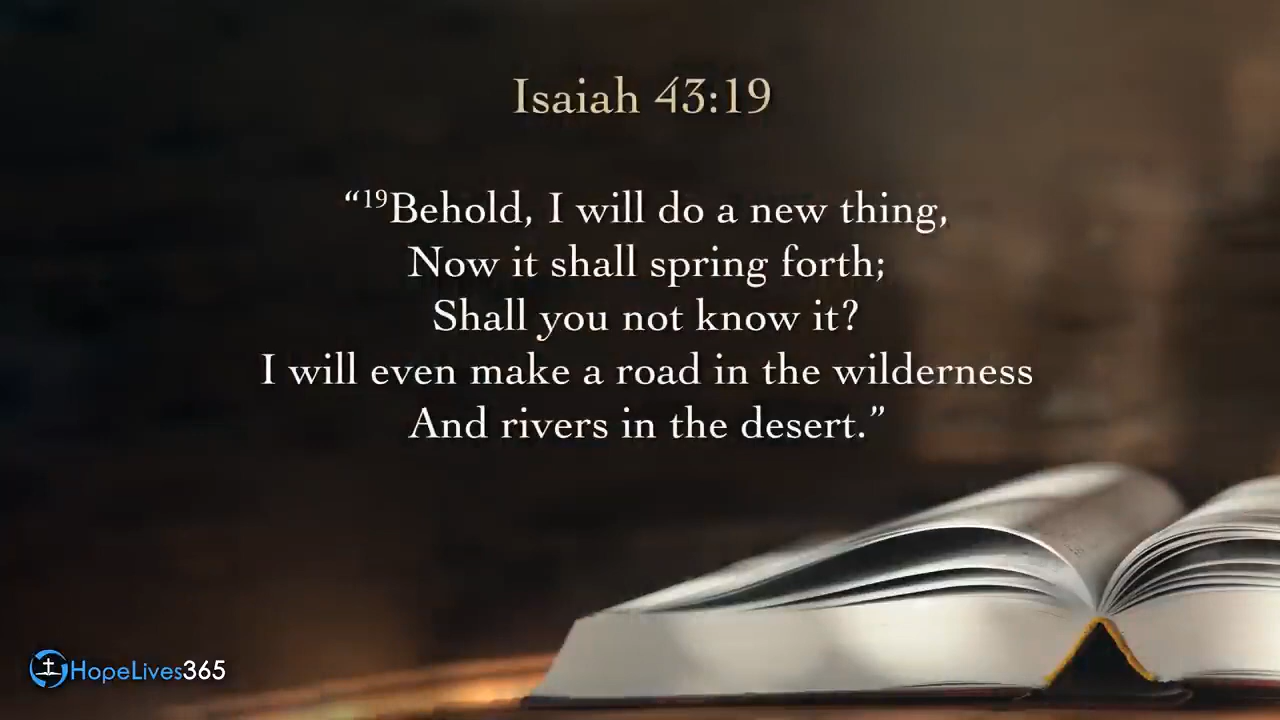 Isaiah 43:19
“¹⁹Behold, I will do a new thing,
Now it shall spring forth;
Shall you not know it?
I will even make a road in the wilderness
And rivers in the desert.”
HopeLives365